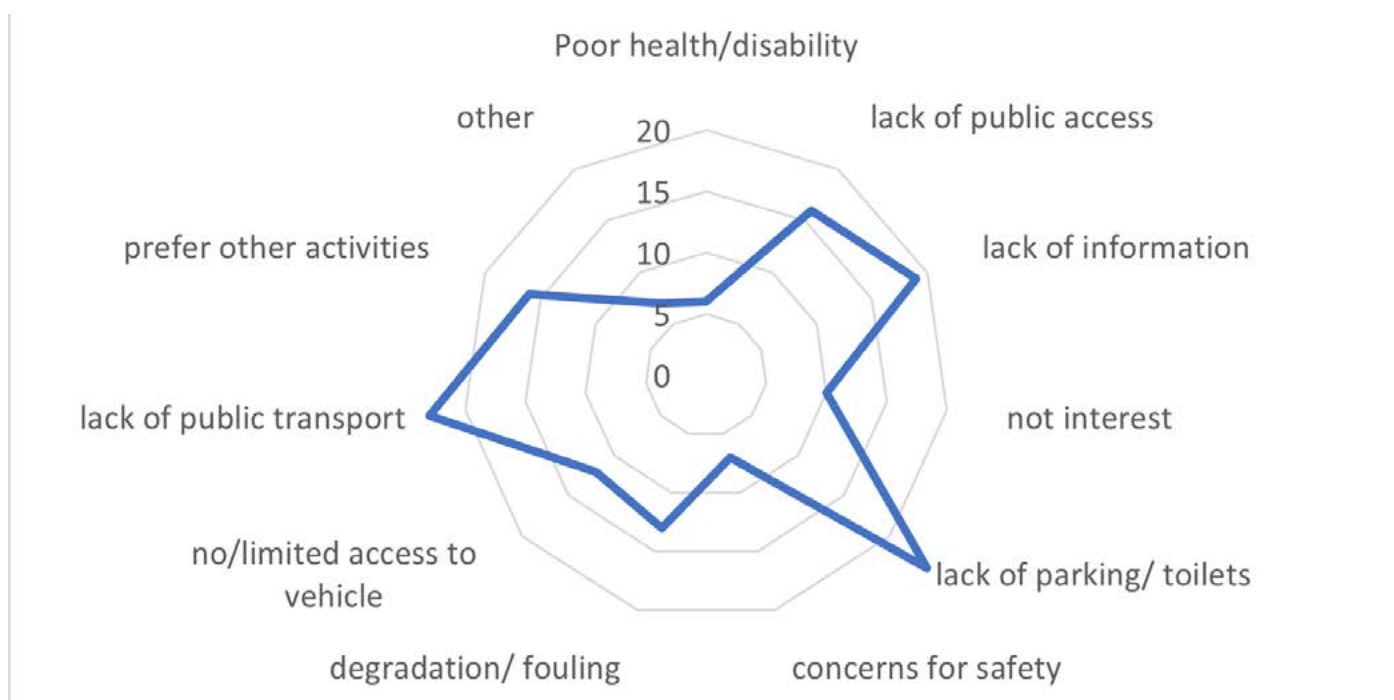 Poor health/disability
other
lack of public access
20
15
prefer other activities
10
lack of information
5
0
lack of public transport
not interest
no/limited access to
vehicle
lack of parking/ toilets
degradation/ fouling
concerns for safety